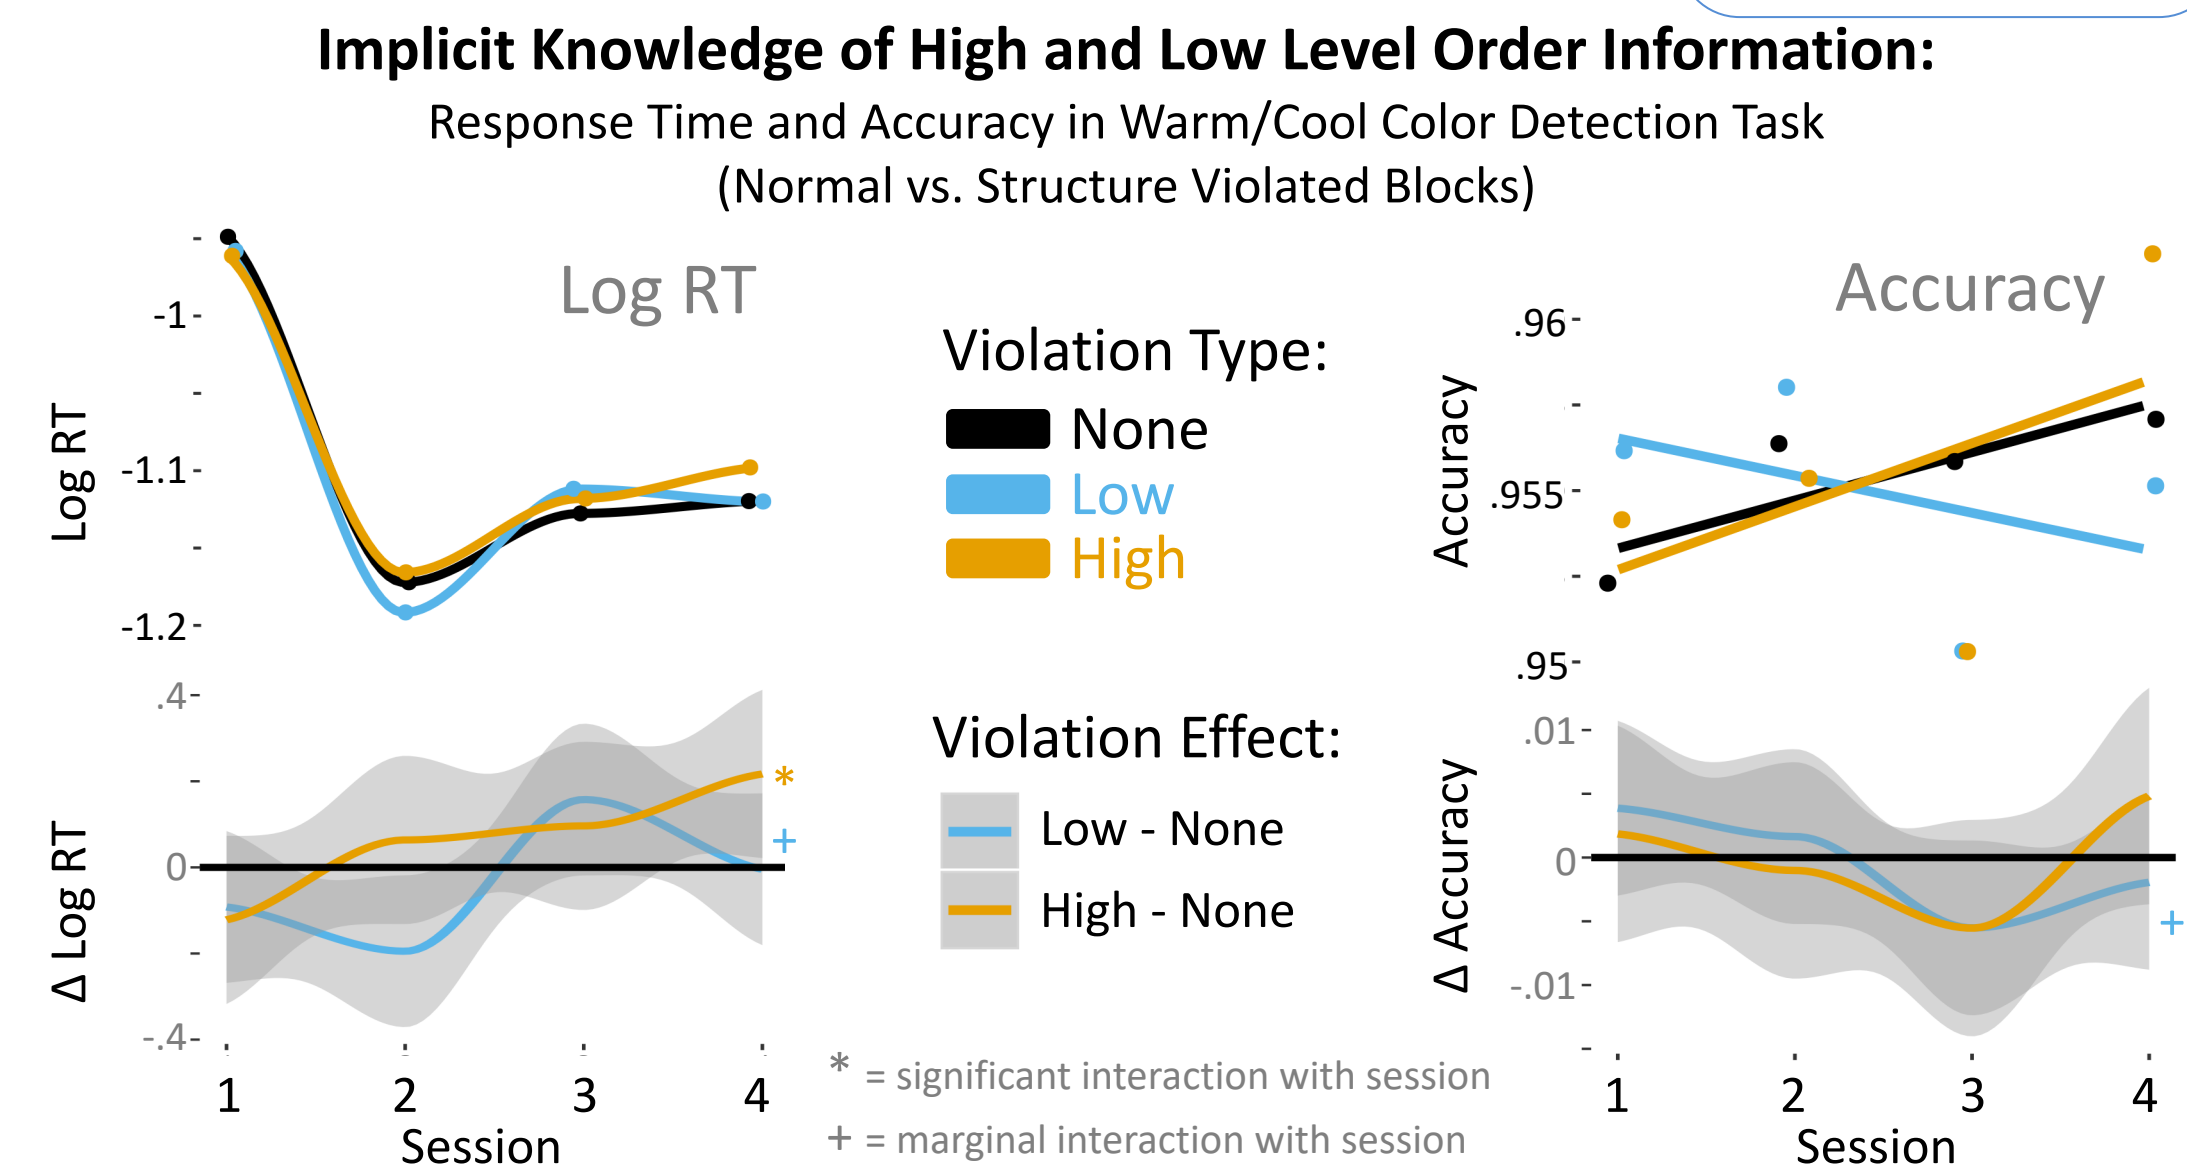 Implicit Knowledge of High and Low Level Order Information:
Response Time and Accuracy in Warm/Cool Color Detection Task
(Normal vs. Structure Violated Blocks)
Log RT
Log RT
-1
-1.1
-1.2
Violation Type:
None
Low
High
Accuracy
Accuracy
.96
.955
.95
Δ Log RT
.4
0
-.4
*
+
1 2 3 4
Session
Violation Effect:
Low - None
High - None
* = significant interaction with session
+ = marginal interaction with session
Δ Accuracy
.01
0
-.01
+
1 2 3 4
Session